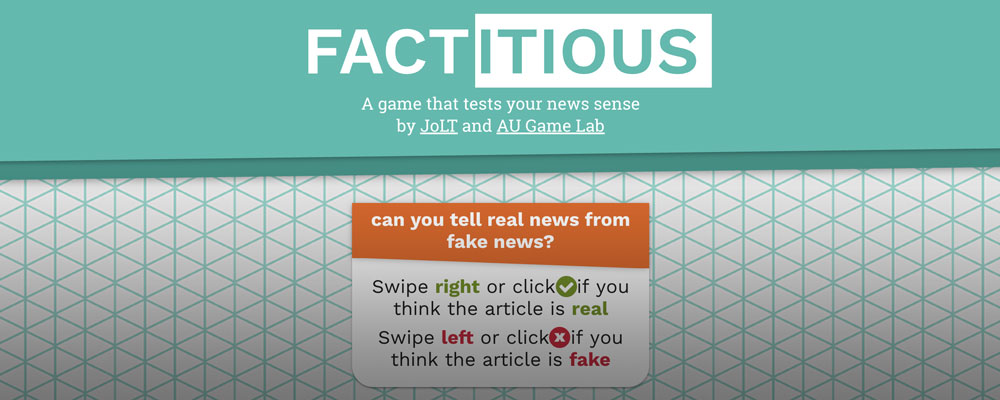 FACTITIOUS
A game that tests your news sense
by JoLT and AU Game Lab
can you tell real news from
fake news?
Swipe right or click if you
think the article is real
Swipe left or click x if you
think the article is fake